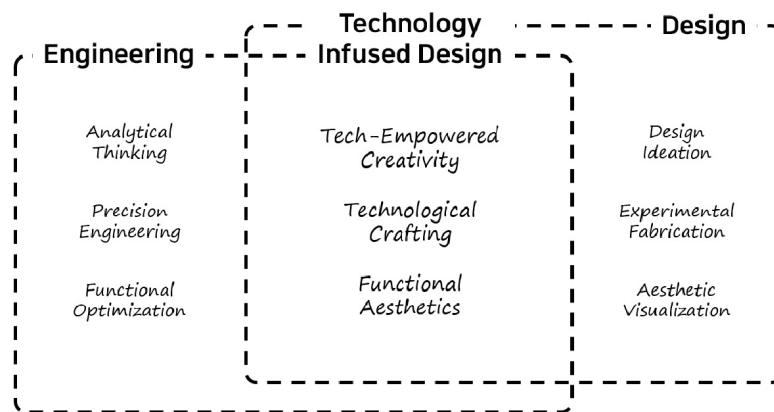 Engineering
Technology
Infused Design
Design
Analytical
Thinking
Precision
Engineering
Functional
Optimization
Tech-Empowered
Creativity
Technological
Crafting
Functional
Aesthetics
Design
Ideation
Experimental
Fabrication
Aesthetic
Visualization